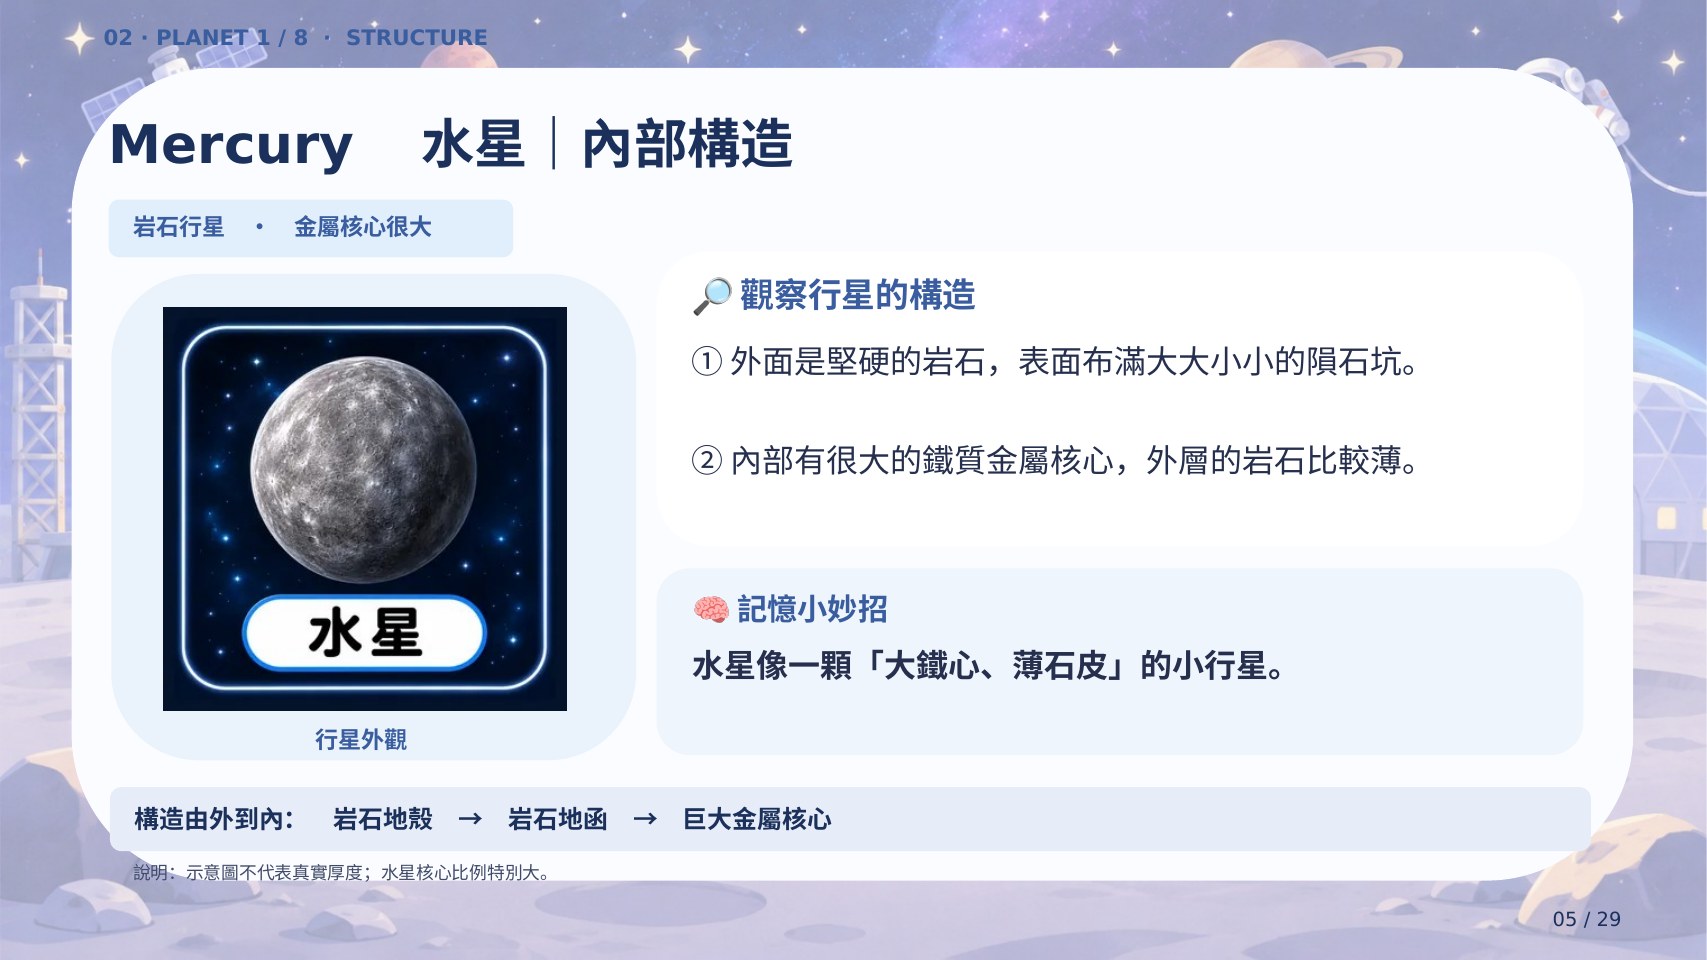 02 · PLANET 1 / 8 · STRUCTURE
Mercury 水星｜內部構造
岩石行星 · 金屬核心很大
水星
行星外觀
🔎 觀察行星的構造
① 外面是堅硬的岩石，表面布滿大大小小的隕石坑。
② 內部有很大的鐵質金屬核心，外層的岩石比較薄。
🧠 記憶小妙招
水星像一顆「大鐵心、薄石皮」的小行星。
構造由外到內： 岩石地殼 → 岩石地函 → 巨大金屬核心
說明：示意圖不代表真實厚度；水星核心比例特別大。
05 / 29